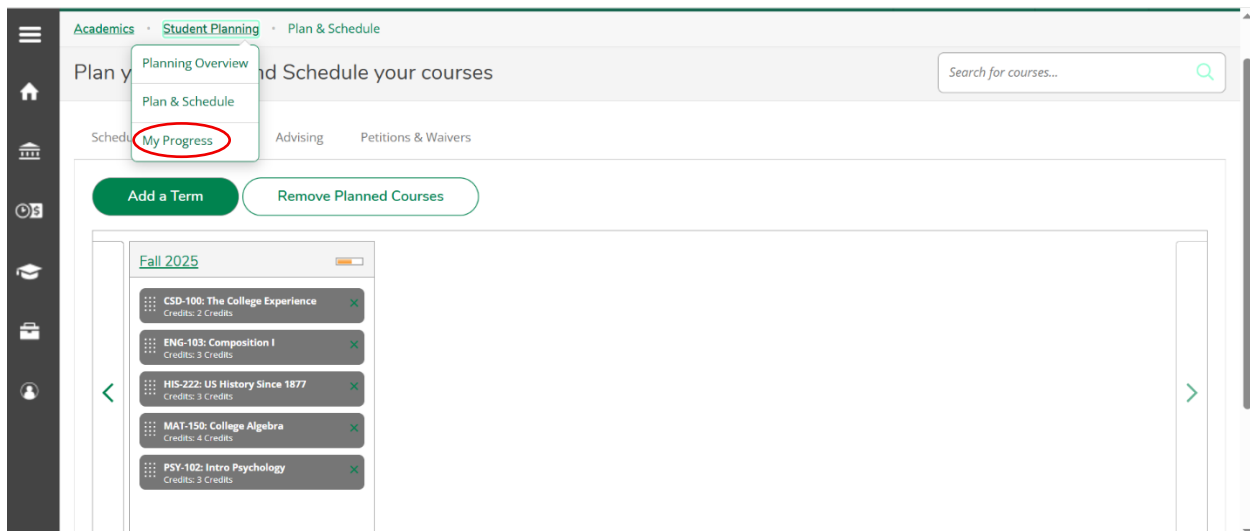 Academics · Student Planning · Plan & Schedule
Planning Overview
Plan y nd Schedule your courses
Search for courses...
Plan & Schedule
Schedu
My Progress
Advising
Petitions & Waivers
Add a Term
Remove Planned Courses
Fall 2025
CSD-100: The College Experience
Credits: 2 Credits
ENG-103: Composition I
Credits: 3 Credits
HIS-222: US History Since 1877
Credits: 3 Credits
MAT-150: College Algebra
Credits: 4 Credits
PSY-102: Intro Psychology
Credits: 3 Credits